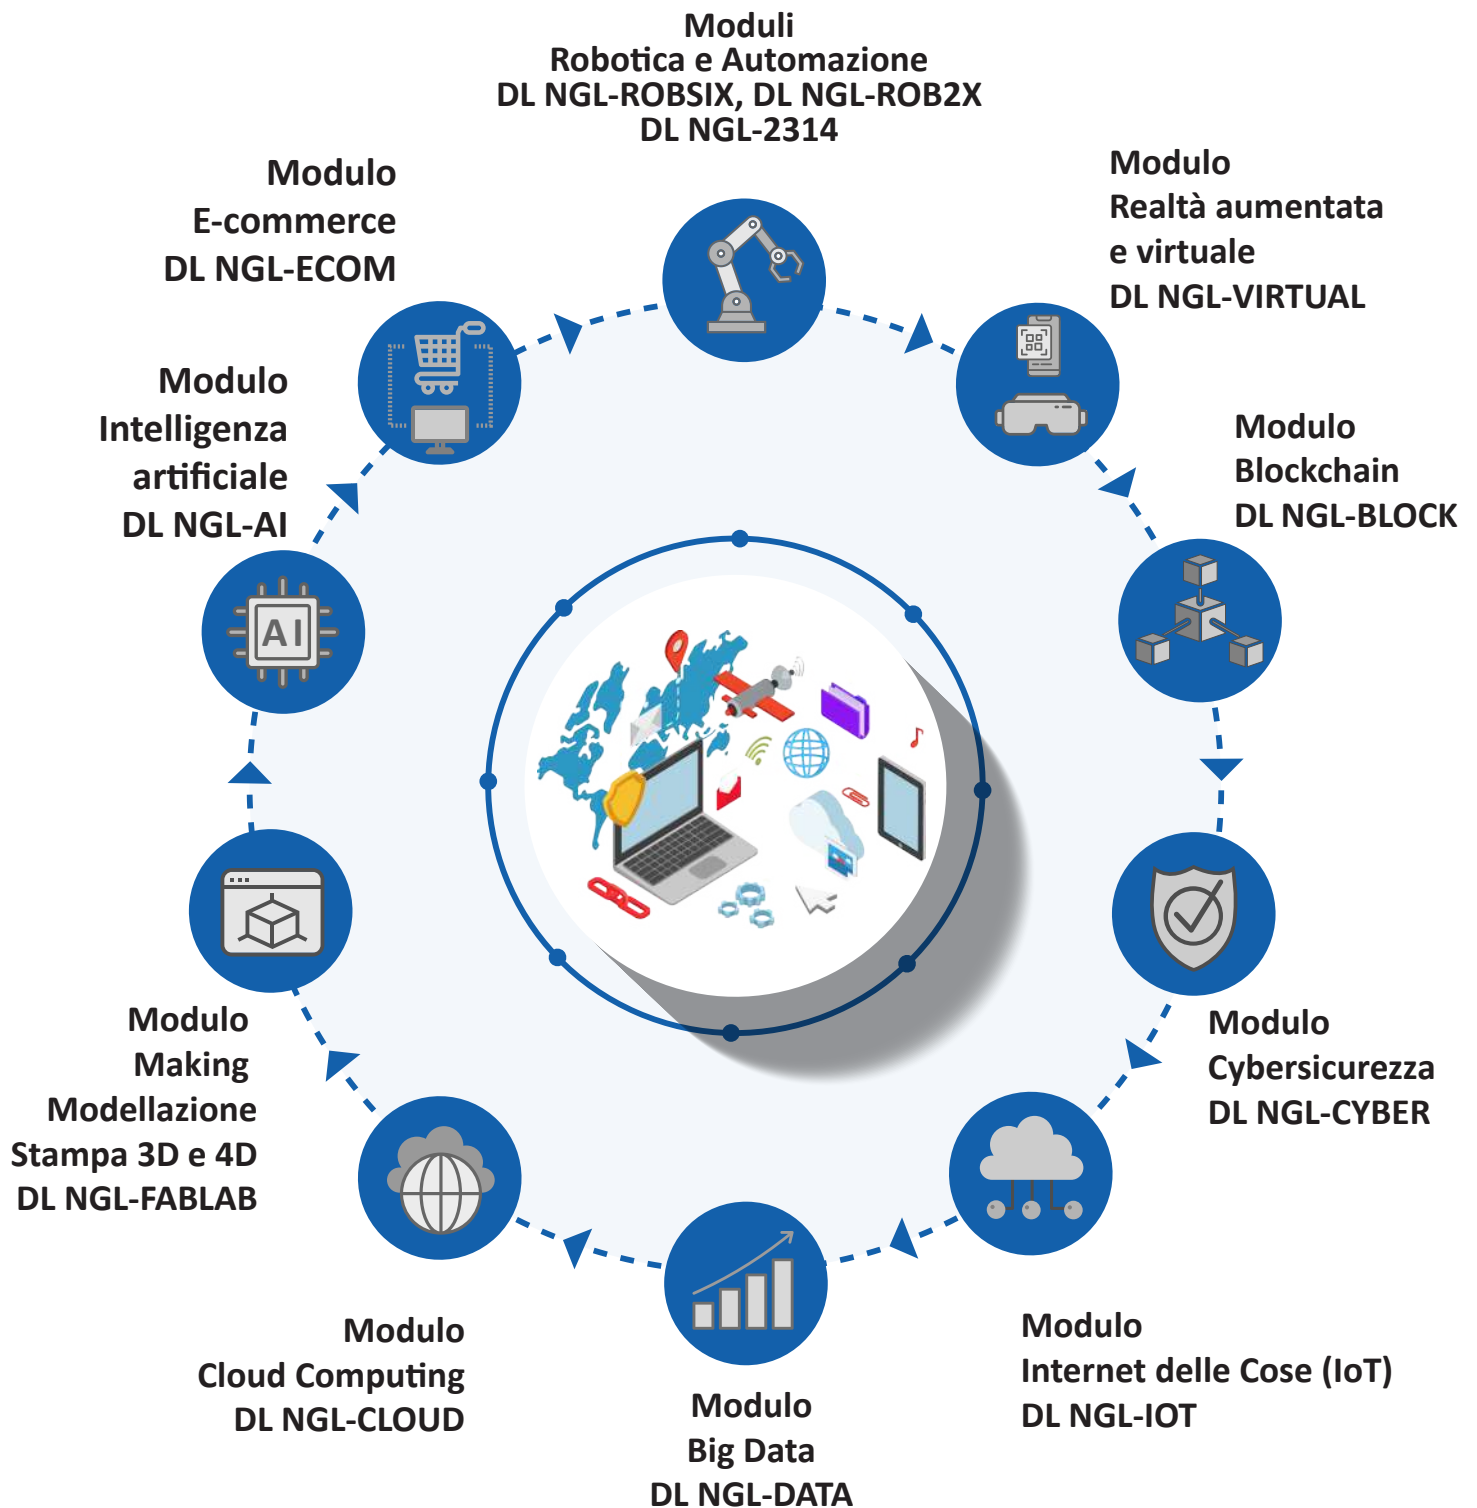 Moduli
Robotica e Automazione
DL NGL-ROBSIX, DL NGL-ROB2X
DL NGL-2314
Modulo
Realtà aumentata
e virtuale
DL NGL-VIRTUAL
Modulo
Blockchain
DL NGL-BLOCK
Modulo
Cybersicurezza
DL NGL-CYBER
Modulo
Internet delle Cose (IoT)
DL NGL-IOT
Modulo
Big Data
DL NGL-DATA
Modulo
Cloud Computing
DL NGL-CLOUD
Modulo
Making
Modellazione
Stampa 3D e 4D
DL NGL-FABLAB
Modulo
Intelligenza
artificiale
DL NGL-AI
AI
Modulo
E-commerce
DL NGL-ECOM